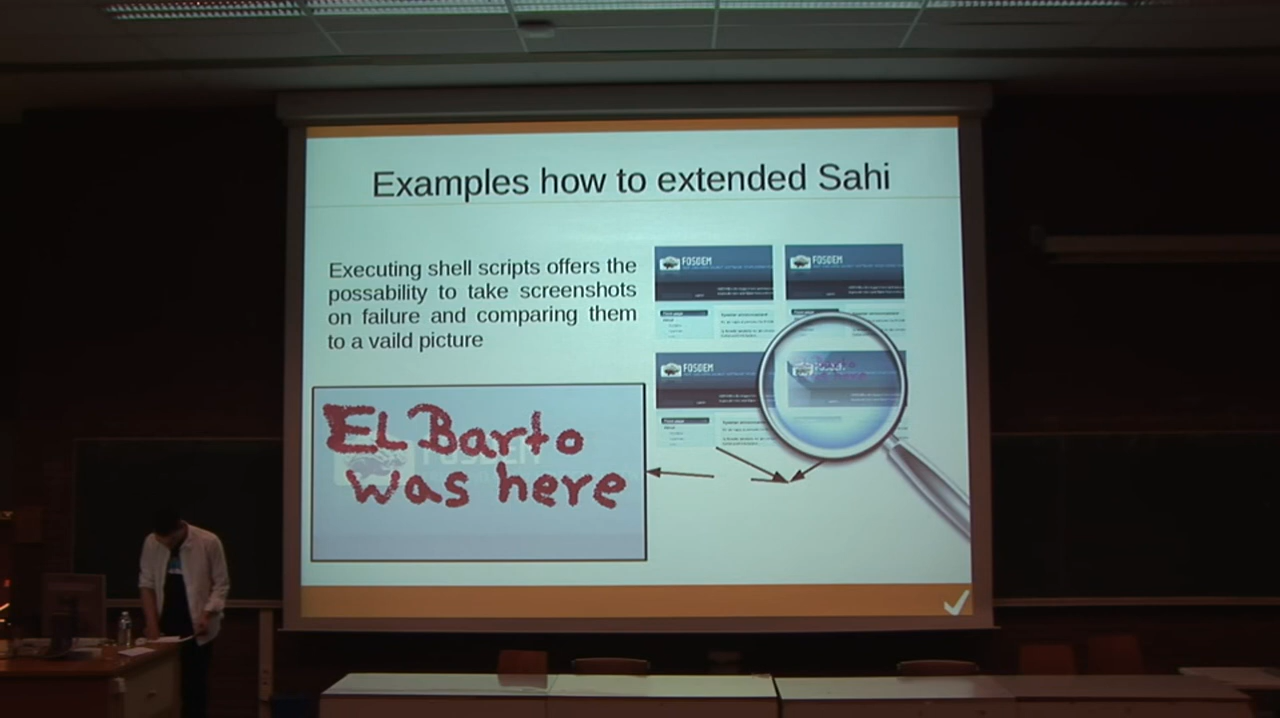 Examples how to extended Sahi
Executing shell scripts offers the
possability to take screenshots
on failure and comparing them
to a vaild picture
FOSDEM
FOSDEM
FOSDEM
El Barto
was here
FOSDEM